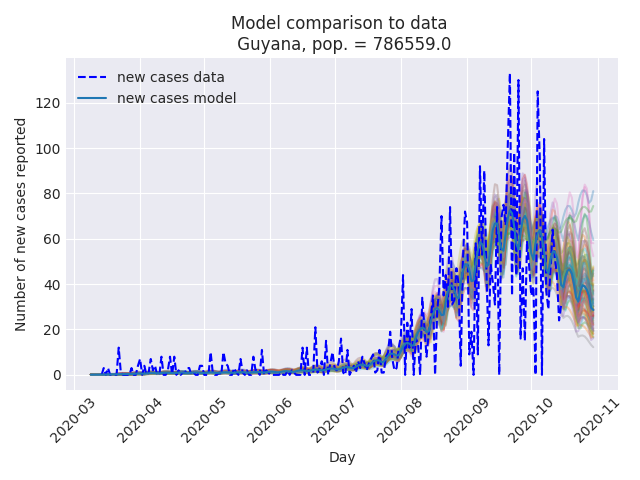 Model comparison to data
Guyana, pop. = 786559.0
new cases data
new cases model
Number of new cases reported
120
100
80
60
40
20
0
2020-03
2020-04
2020-05
2020-06
2020-07
2020-08
2020-09
2020-10
2020-11
Day